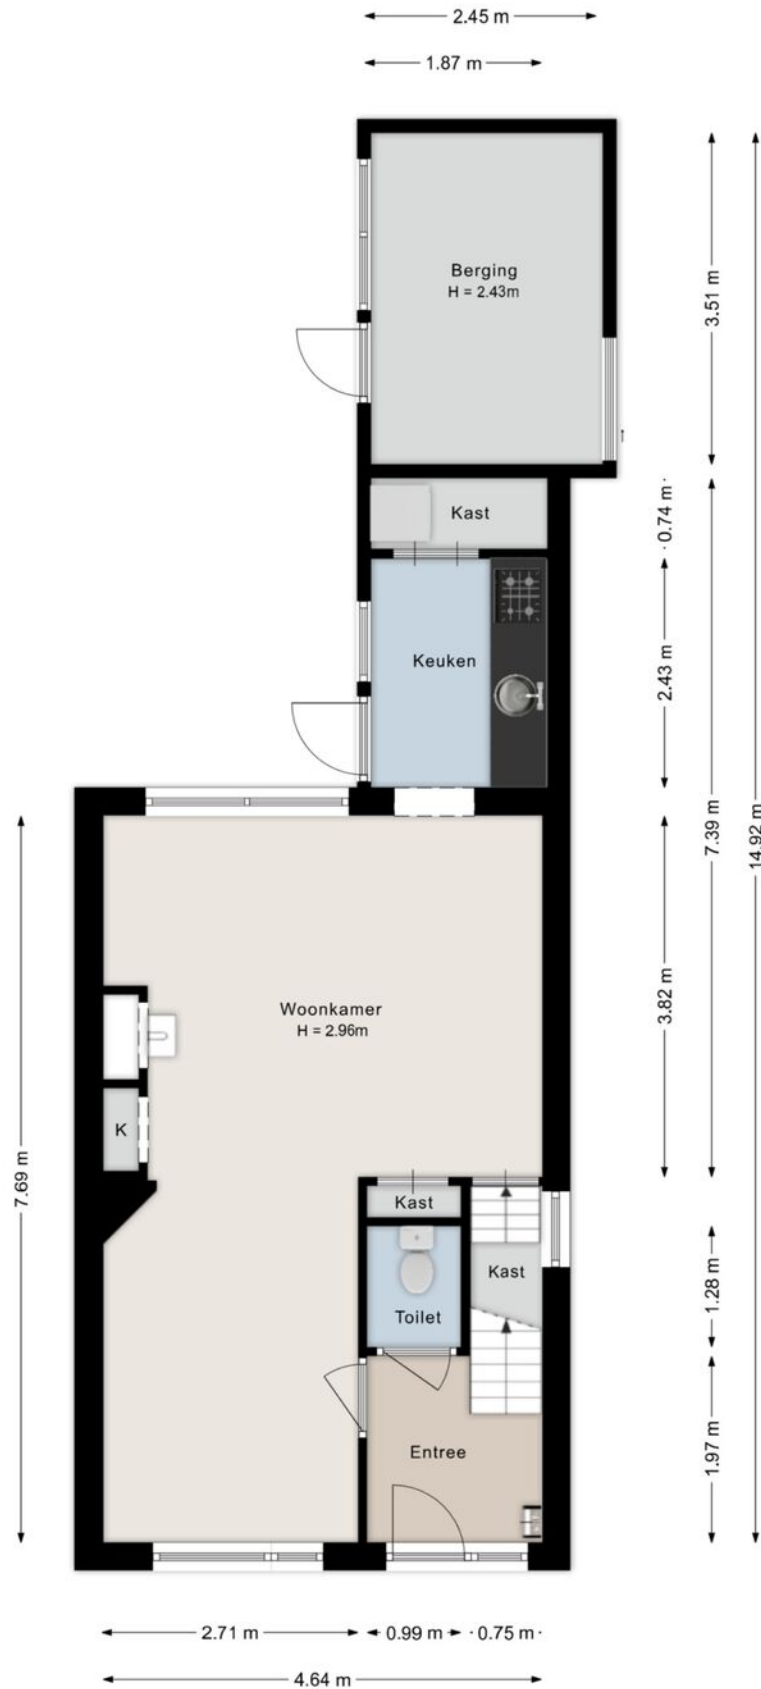 2.45 m
1.87 m
Berging
H = 2.43m
3.51 m
Kast
0.74 m
Keuken
2.43 m
7.39 m
14.92 m
Woonkamer
H = 2.96m
3.82 m
K
7.69 m
Kast
Kast
1.28 m
Toilet
Entree
1.97 m
2.71 m
0.99 m
0.75 m
4.64 m